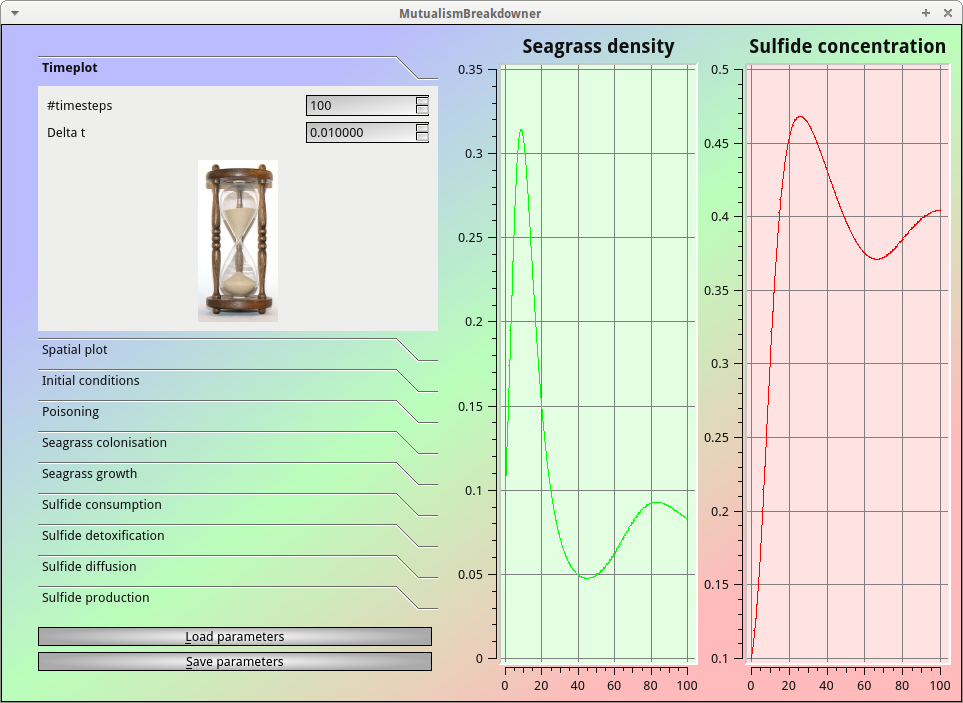 MutualismBreakdowner
Timeplot
#timesteps 100
Delta t 0.010000
Spatial plot
Initial conditions
Poisoning
Seagrass colonisation
Seagrass growth
Sulfide consumption
Sulfide detoxification
Sulfide diffusion
Sulfide production
Load parameters
Save parameters
Seagrass density
0.35
0.3
0.25
0.2
0.15
0.1
0.05
0
0 20 40 60 80 100
Sulfide concentration
0.5
0.45
0.4
0.35
0.3
0.25
0.2
0.15
0.1
0 20 40 60 80 100